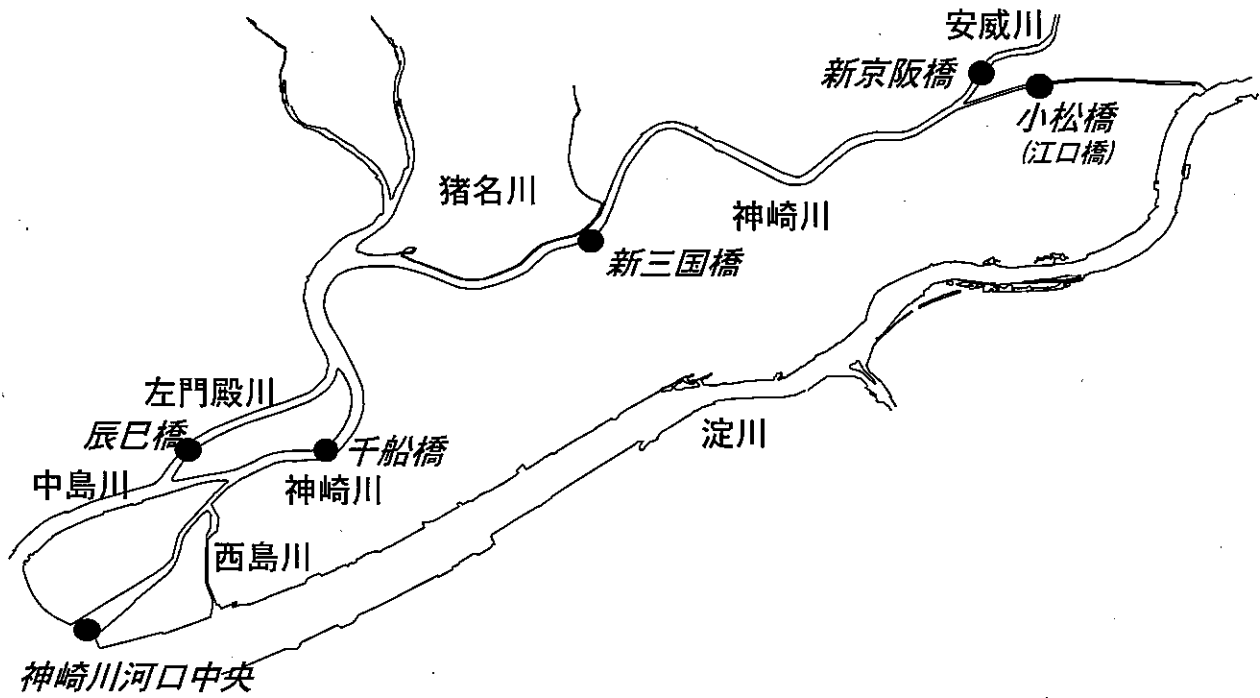 安威川
新京阪橋
小松橋
(江口橋)
猪名川
神崎川
新三国橋
左門殿川
辰巳橋
千船橋
淀川
中島川
神崎川
西島川
神崎川河口中央